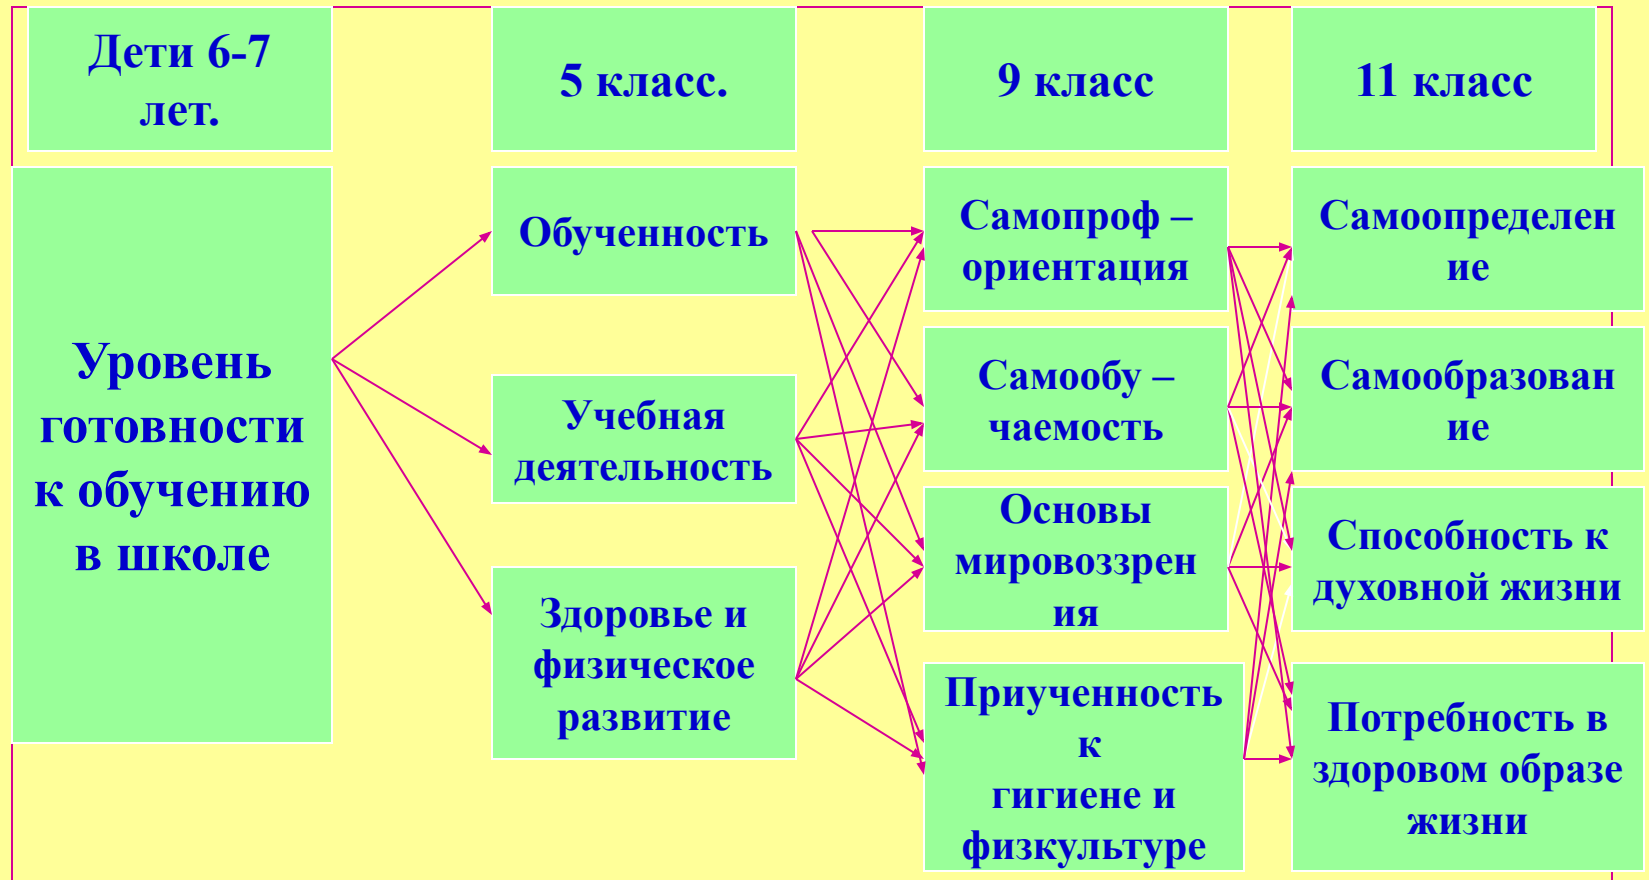 Дети 6-7
лет.
5 класс.
9 класс
11 класс
Уровень
готовности
к обучению
в школе
Обученность
Учебная
деятельность
Здоровье и
физическое
развитие
Самопроф –
ориентация
Самообу –
чаемость
Основы
мировоззрен
ия
Приученность
к
гигиене и
физкультуре
Самоопределен
ие
Самообразован
ие
Способность к
духовной жизни
Потребность в
здоровом образе
жизни